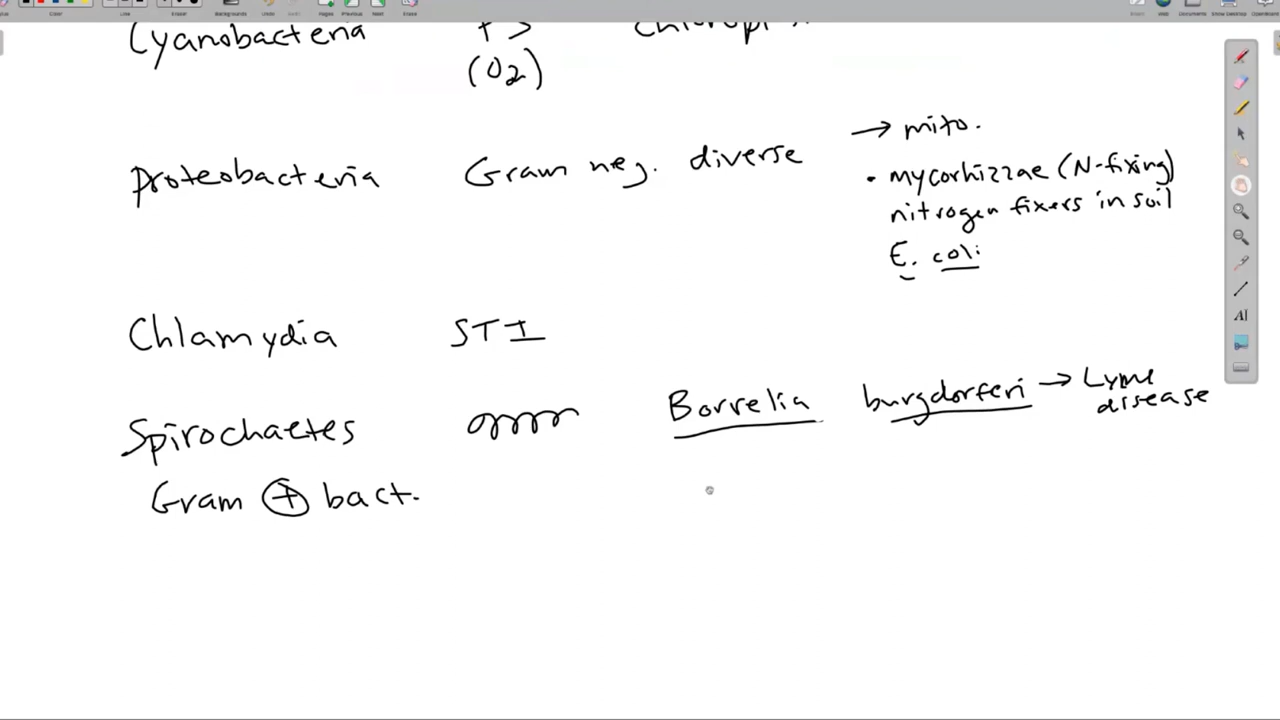 Cyanobacteria
(O2)
Proteobacteria Gram neg. diverse → mito.
• mycorhizzae (N-fixing)
nitrogen fixers in soil
E. coli
Chlamydia STI
Spirochaetes Borrelia burgdorferi → Lyme
disease
Gram ⊕ bact.